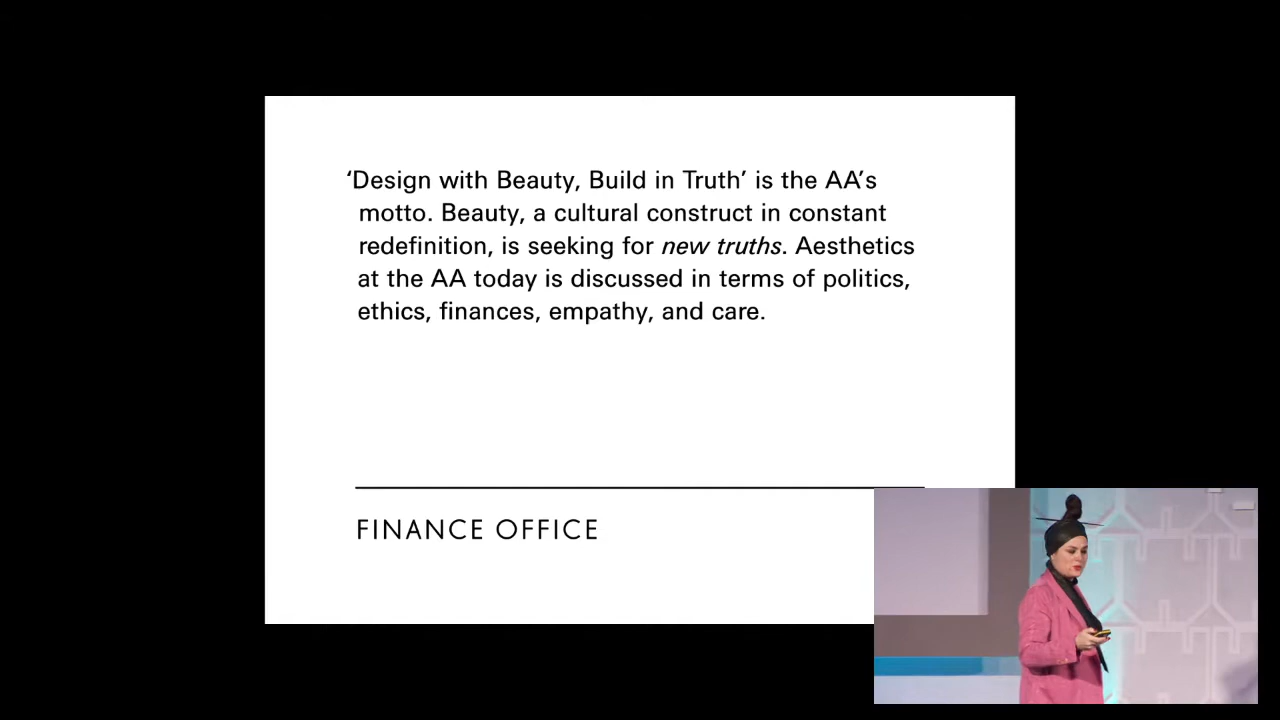 ‘Design with Beauty, Build in Truth’ is the AA’s
motto. Beauty, a cultural construct in constant
redefinition, is seeking for new truths. Aesthetics
at the AA today is discussed in terms of politics,
ethics, finances, empathy, and care.
FINANCE OFFICE